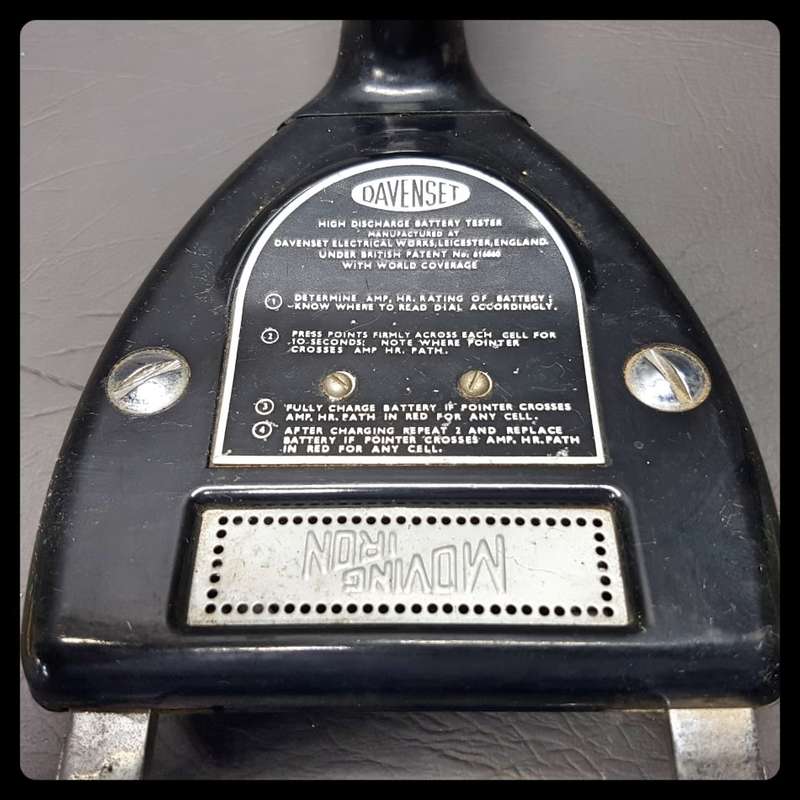 DAVENSET
HIGH DISCHARGE BATTERY TESTER
MANUFACTURED AT
DAVENSET ELECTRICAL WORKS, LEICESTER, ENGLAND.
UNDER BRITISH PATENT No. 616860
WITH WORLD COVERAGE
1 DETERMINE AMP. HR. RATING OF BATTERY;
KNOW WHERE TO READ DIAL ACCORDINGLY.
2 PRESS POINTS FIRMLY ACROSS EACH CELL FOR
10 SECONDS: NOTE WHERE POINTER
CROSSES AMP HR. PATH.
3 FULLY CHARGE BATTERY IF POINTER CROSSES
AMP. HR. PATH IN RED FOR ANY CELL.
4 AFTER CHARGING REPEAT 2 AND REPLACE
BATTERY IF POINTER CROSSES AMP. HR. PATH
IN RED FOR ANY CELL.
MOVING
IRON